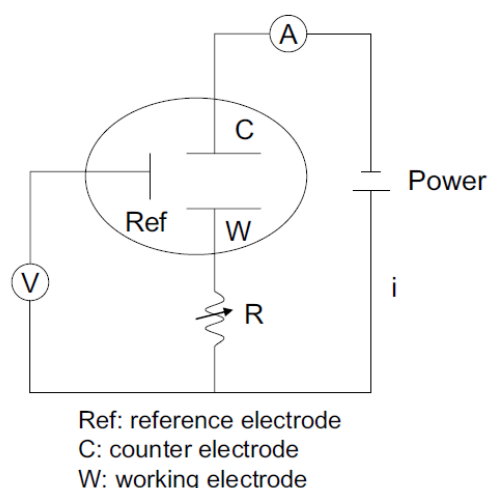 A
C
Ref
W
Power
V
R
i
Ref: reference electrode
C: counter electrode
W: working electrode